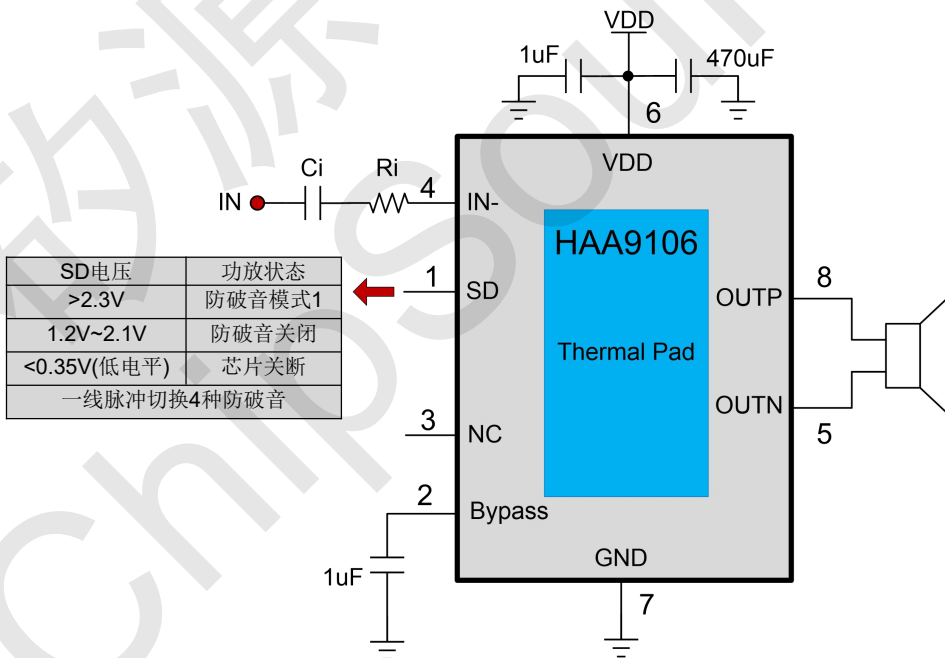 VDD
1uF
470uF
6
VDD
Ci
Ri
IN
4
IN-
HAA9106
SD电压 功放状态
>2.3V 防破音模式1
1.2V~2.1V 防破音关闭
<0.35V(低电平) 芯片关断
一线脉冲切换4种防破音
1
SD
OUTP
8
Thermal Pad
OUTN
5
3
NC
2
Bypass
1uF
GND
7
矽源
ChipSour